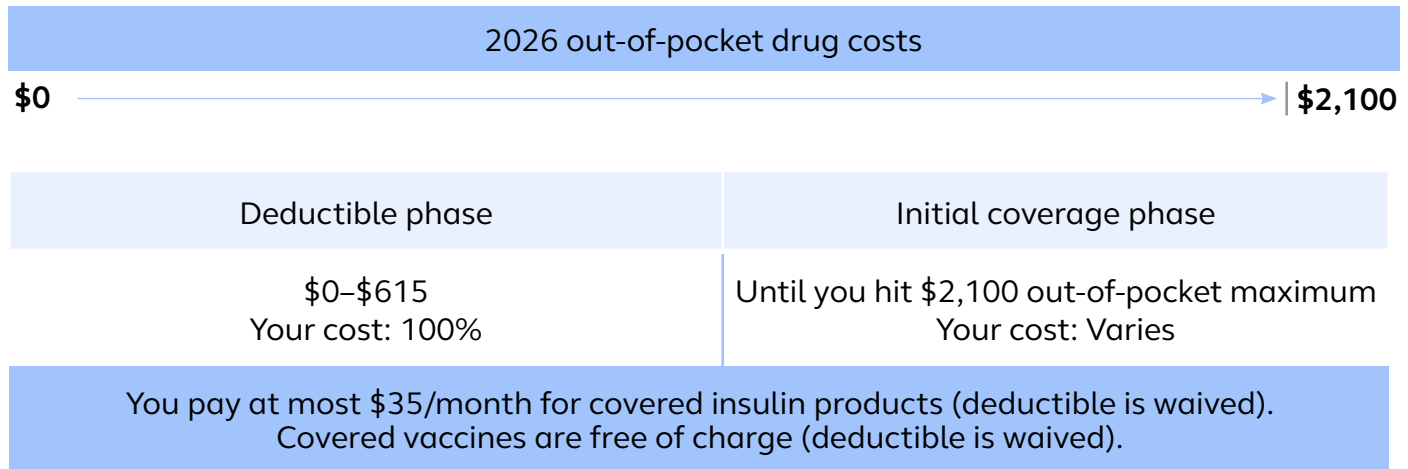 2026 out-of-pocket drug costs
$0
$2,100
Deductible phase
Initial coverage phase
$0–$615
Your cost: 100%
Until you hit $2,100 out-of-pocket maximum
Your cost: Varies
You pay at most $35/month for covered insulin products (deductible is waived).
Covered vaccines are free of charge (deductible is waived).